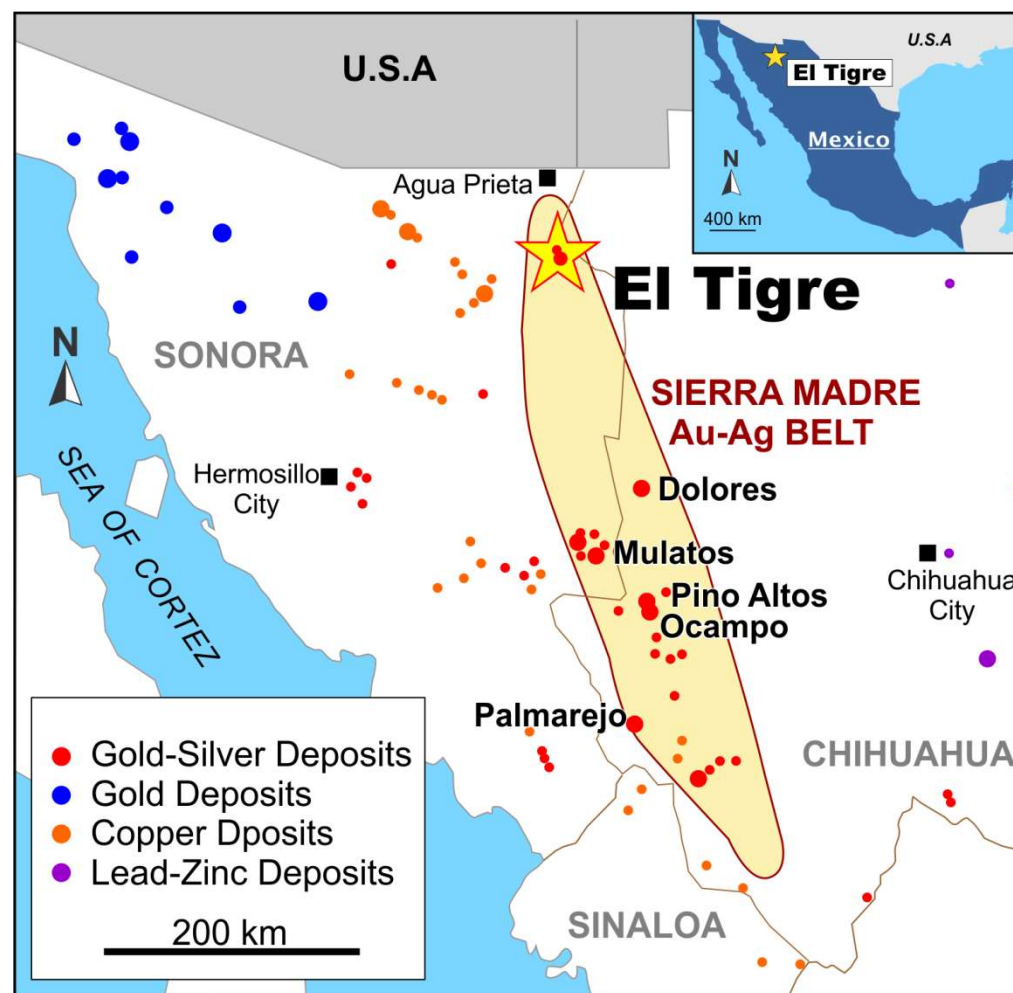 U.S.A
U.S.A
El Tigre
Mexico
N
400 km
Agua Prieta
El Tigre
SONORA
N
SIERRA MADRE
Au-Ag BELT
SEA OF CORTEZ
Hermosillo
City
Dolores
Mulatos
Chihuahua
City
Pino Altos
Ocampo
Palmarejo
CHIHUAHUA
Gold-Silver Deposits
Gold Deposits
Copper Dposits
Lead-Zinc Deposits
200 km
SINALOA